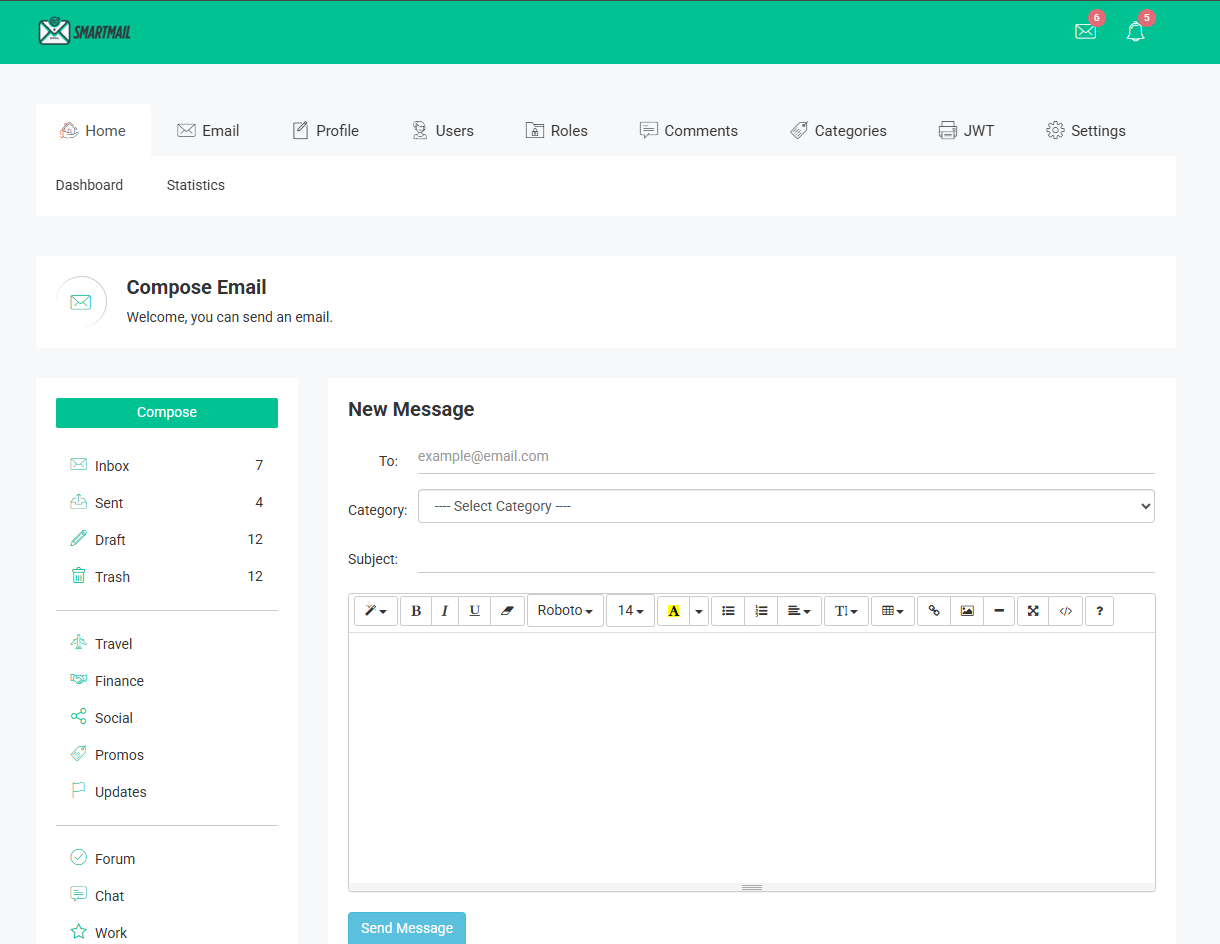 SMARTMAIL
6
5
Home
Email
Profile
Users
Roles
Comments
Categories
JWT
Settings
Dashboard
Statistics
Compose Email
Welcome, you can send an email.
Compose
Inbox 7
Sent 4
Draft 12
Trash 12
Travel
Finance
Social
Promos
Updates
Forum
Chat
Work
New Message
To: example@email.com
Category: ---- Select Category ----
Subject:
B I U Roboto 14 A TI </> ?
Send Message